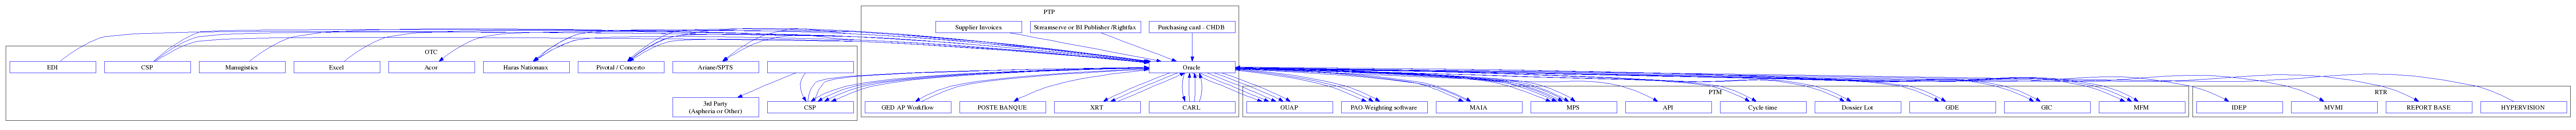 PTP
Supplier Invoices
Streamserve or BI Publisher /Rightfax
Purchasing card - CHDB
OTC
EDI
CSP
Manugistics
Excel
Acor
Haras Nationaux
Pivotal / Concerto
Ariane/SPTS
Oracle
3rd Party
(Aspheria or Other)
CSP
GED AP Workflow
POSTE BANQUE
XRT
CARL
PTM
OUAP
PAO-Weighting software
MAIA
MPS
API
Cycle time
Dossier Lot
GDE
GIC
MFM
RTR
IDEP
MVMI
REPORT BASE
HYPERVISION